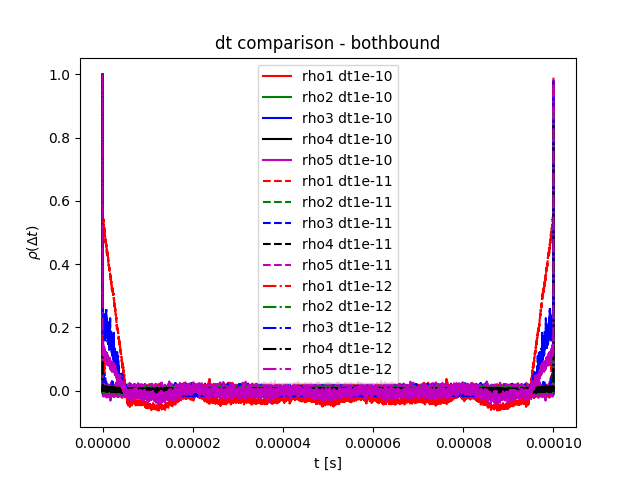 dt comparison - bothbound
1.0
0.8
0.6
0.4
0.2
0.0
ρ(Δt)
rho1 dt1e-10
rho2 dt1e-10
rho3 dt1e-10
rho4 dt1e-10
rho5 dt1e-10
rho1 dt1e-11
rho2 dt1e-11
rho3 dt1e-11
rho4 dt1e-11
rho5 dt1e-11
rho1 dt1e-12
rho2 dt1e-12
rho3 dt1e-12
rho4 dt1e-12
rho5 dt1e-12
0.00000 0.00002 0.00004 0.00006 0.00008 0.00010
t [s]